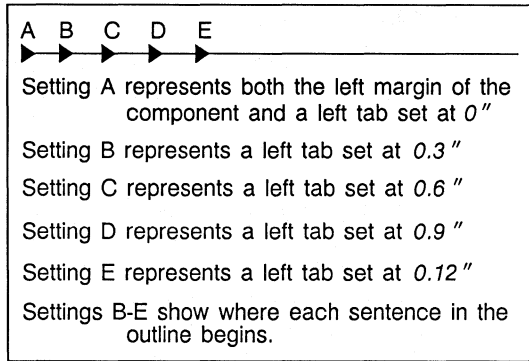 A B C D E
Setting A represents both the left margin of the
component and a left tab set at 0"
Setting B represents a left tab set at 0.3"
Setting C represents a left tab set at 0.6"
Setting D represents a left tab set at 0.9"
Setting E represents a left tab set at 0.12"
Settings B-E show where each sentence in the
outline begins.